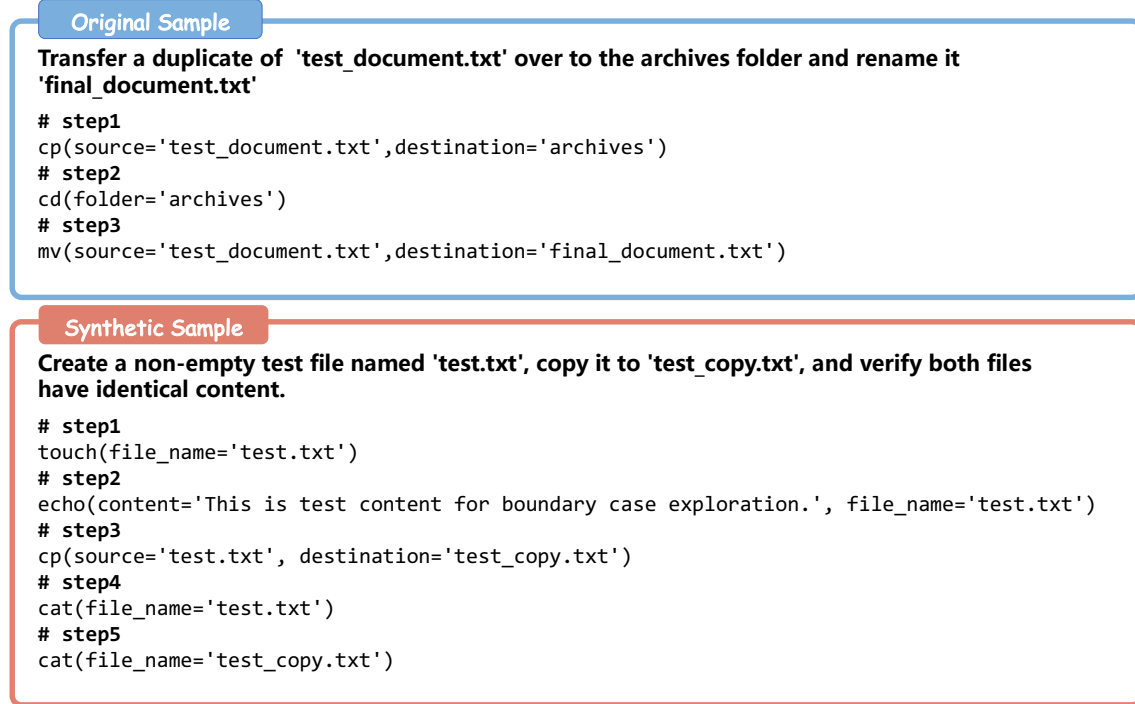 Original Sample
Transfer a duplicate of 'test_document.txt' over to the archives folder and rename it
'final_document.txt'
# step1
cp(source='test_document.txt',destination='archives')
# step2
cd(folder='archives')
# step3
mv(source='test_document.txt',destination='final_document.txt')
Synthetic Sample
Create a non-empty test file named 'test.txt', copy it to 'test_copy.txt', and verify both files
have identical content.
# step1
touch(file_name='test.txt')
# step2
echo(content='This is test content for boundary case exploration.', file_name='test.txt')
# step3
cp(source='test.txt', destination='test_copy.txt')
# step4
cat(file_name='test.txt')
# step5
cat(file_name='test_copy.txt')